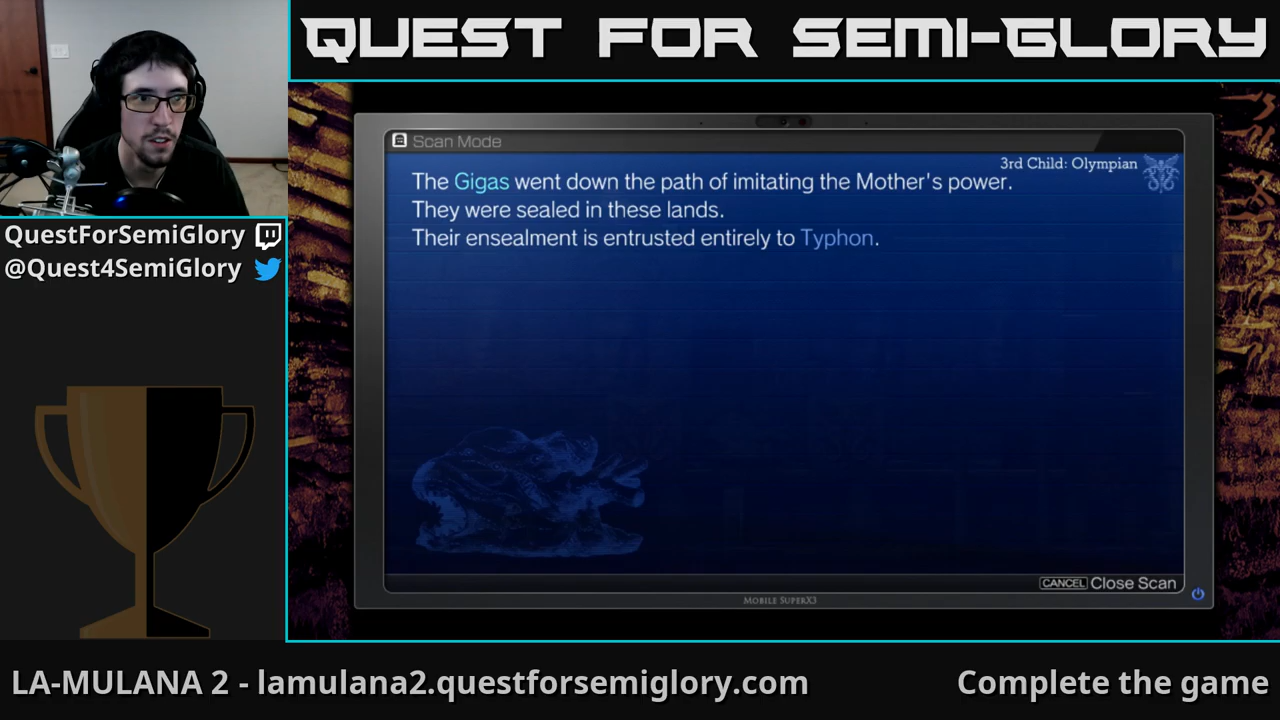 QUEST FOR SEMI-GLORY
QuestForSemiGlory
@Quest4SemiGlory
Scan Mode
3rd Child: Olympian
The Gigas went down the path of imitating the Mother's power.
They were sealed in these lands.
Their ensealment is entrusted entirely to Typhon.
CANCEL Close Scan
MOBILE SUPERX3
LA-MULANA 2 - lamulana2.questforsemiglory.com
Complete the game